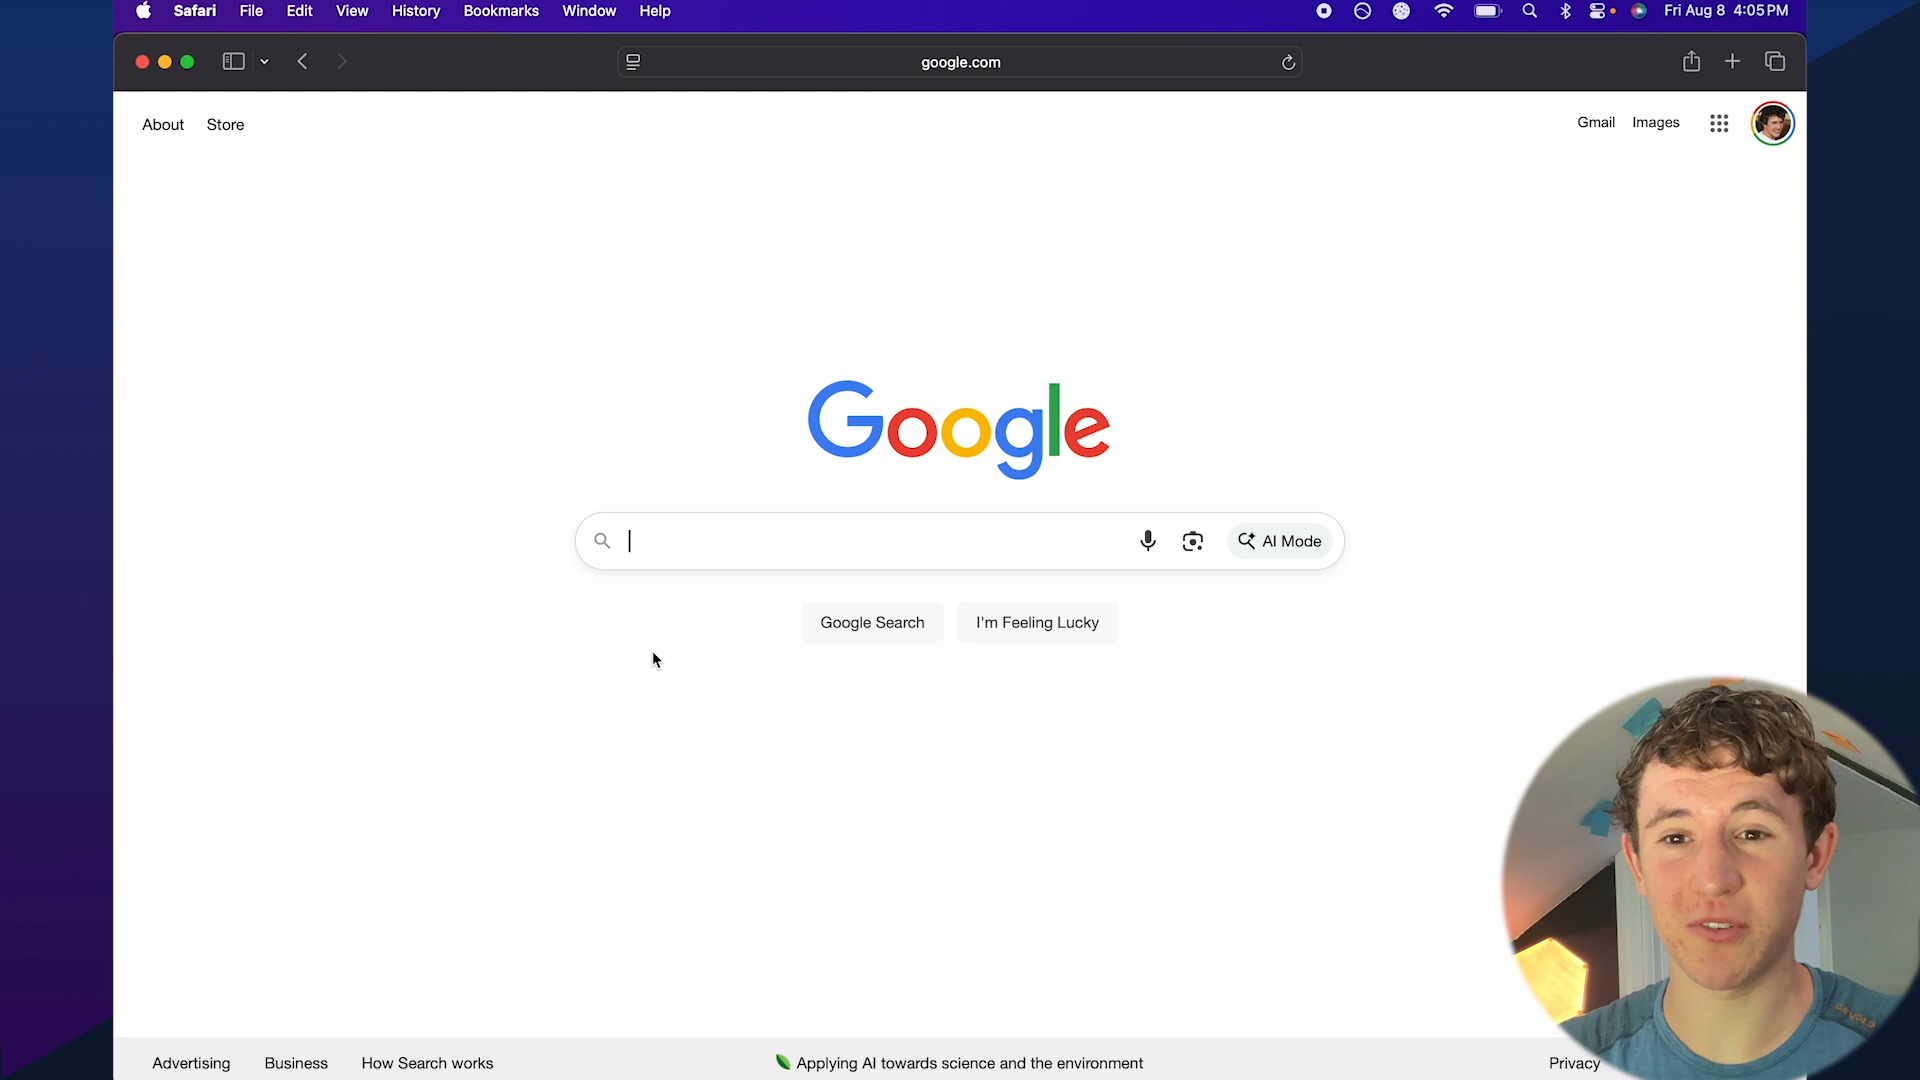 Safari File Edit View History Bookmarks Window Help Fri Aug 8 4:05 PM
google.com
About Store Gmail Images
Google
AI Mode
Google Search I'm Feeling Lucky
Advertising Business How Search works Applying AI towards science and the environment Privacy